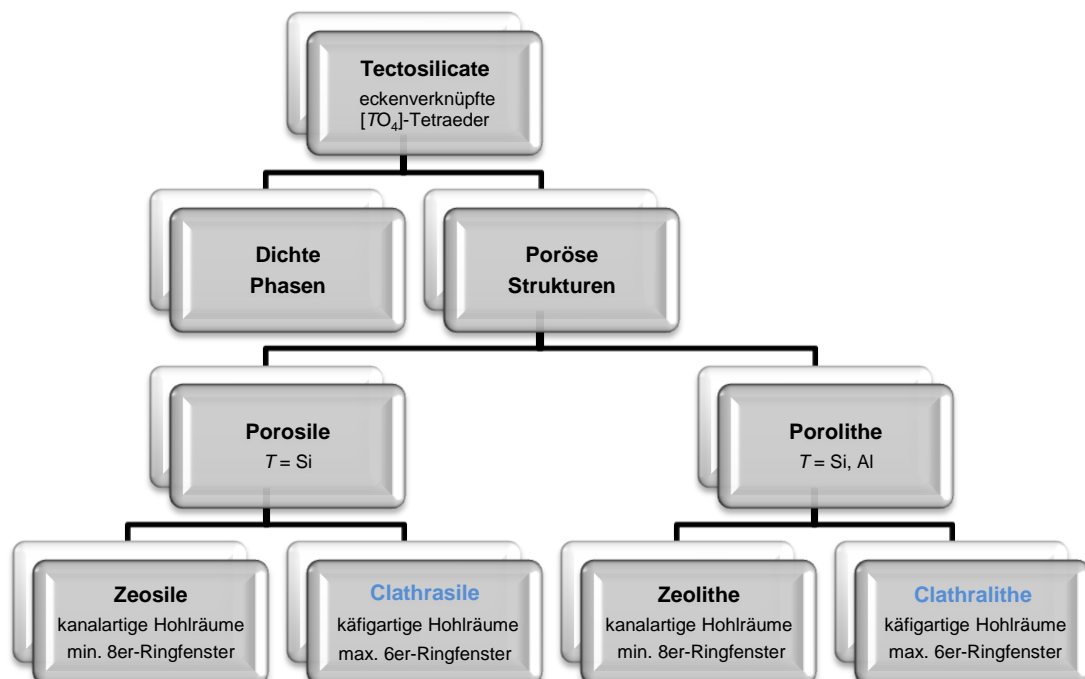 Tectosilicate
eckenverknüpfte
[TO₄]-Tetraeder
Dichte
Phasen
Poröse
Strukturen
Porosile
T = Si
Porolithe
T = Si, Al
Zeosile
kanalartige Hohlräume
min. 8er-Ringfenster
Clathrasile
käfigartige Hohlräume
max. 6er-Ringfenster
Zeolithe
kanalartige Hohlräume
min. 8er-Ringfenster
Clathralithe
käfigartige Hohlräume
max. 6er-Ringfenster